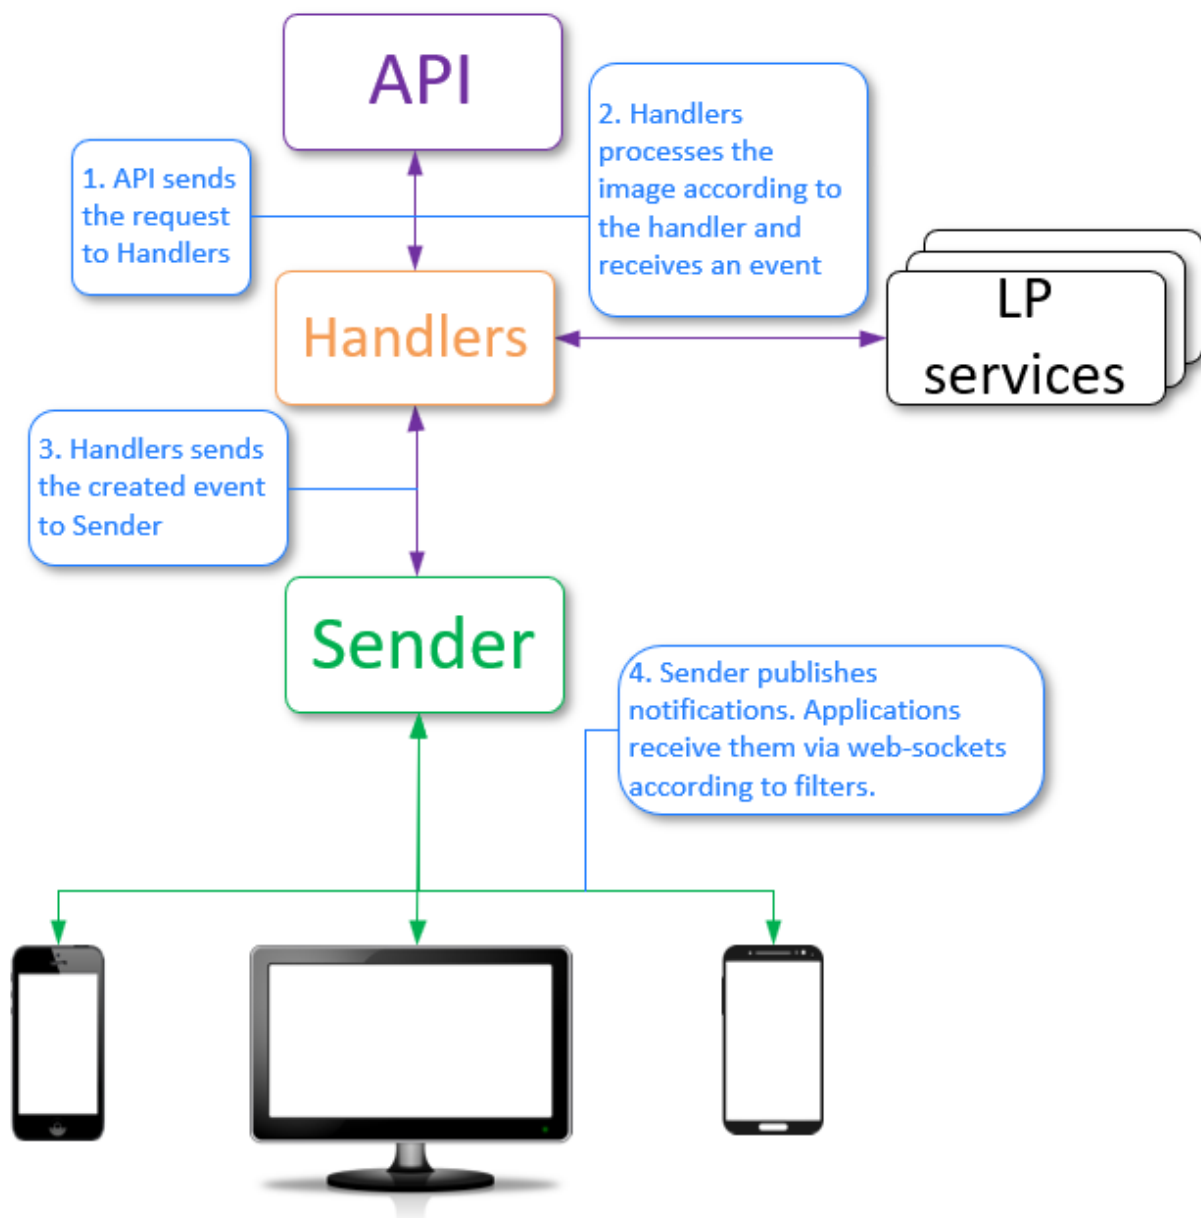 API
1. API sends
the request
to Handlers
2. Handlers
processes the
image according to
the handler and
receives an event
Handlers
LP
services
3. Handlers sends
the created event
to Sender
Sender
4. Sender publishes
notifications. Applications
receive them via web-sockets
according to filters.